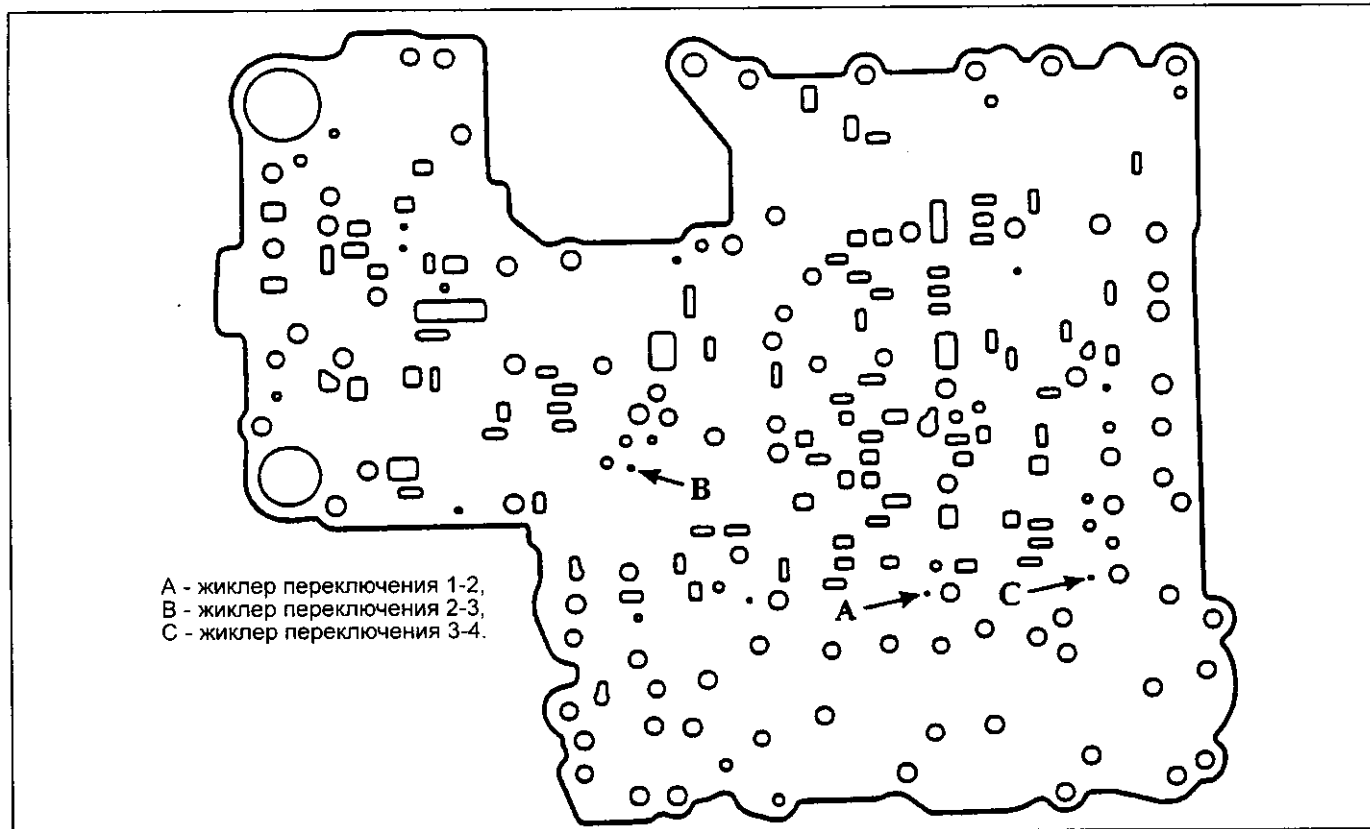 B
A - жиклер переключения 1-2,
B - жиклер переключения 2-3,
C - жиклер переключения 3-4.
A
C